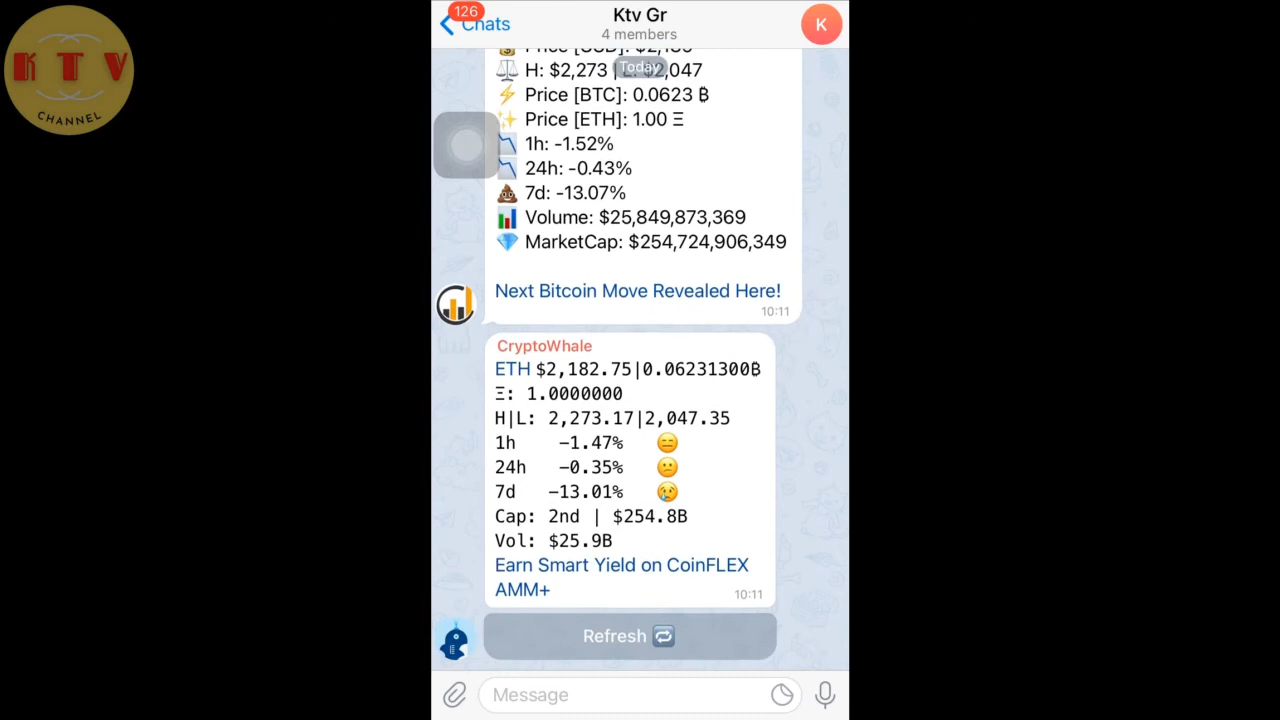 KTV
CHANNEL
126
Chats
Ktv Gr
4 members
K
Today
H: $2,273 | L: $2,047
Price [BTC]: 0.0623 ₿
Price [ETH]: 1.00 Ξ
1h: -1.52%
24h: -0.43%
7d: -13.07%
Volume: $25,849,873,369
MarketCap: $254,724,906,349
Next Bitcoin Move Revealed Here!
10:11
CryptoWhale
ETH $2,182.75|0.06231300₿
Ξ: 1.0000000
H|L: 2,273.17|2,047.35
1h -1.47% 😑
24h -0.35% 😕
7d -13.01% 😢
Cap: 2nd | $254.8B
Vol: $25.9B
Earn Smart Yield on CoinFLEX
AMM+
10:11
Refresh 🔁
Message